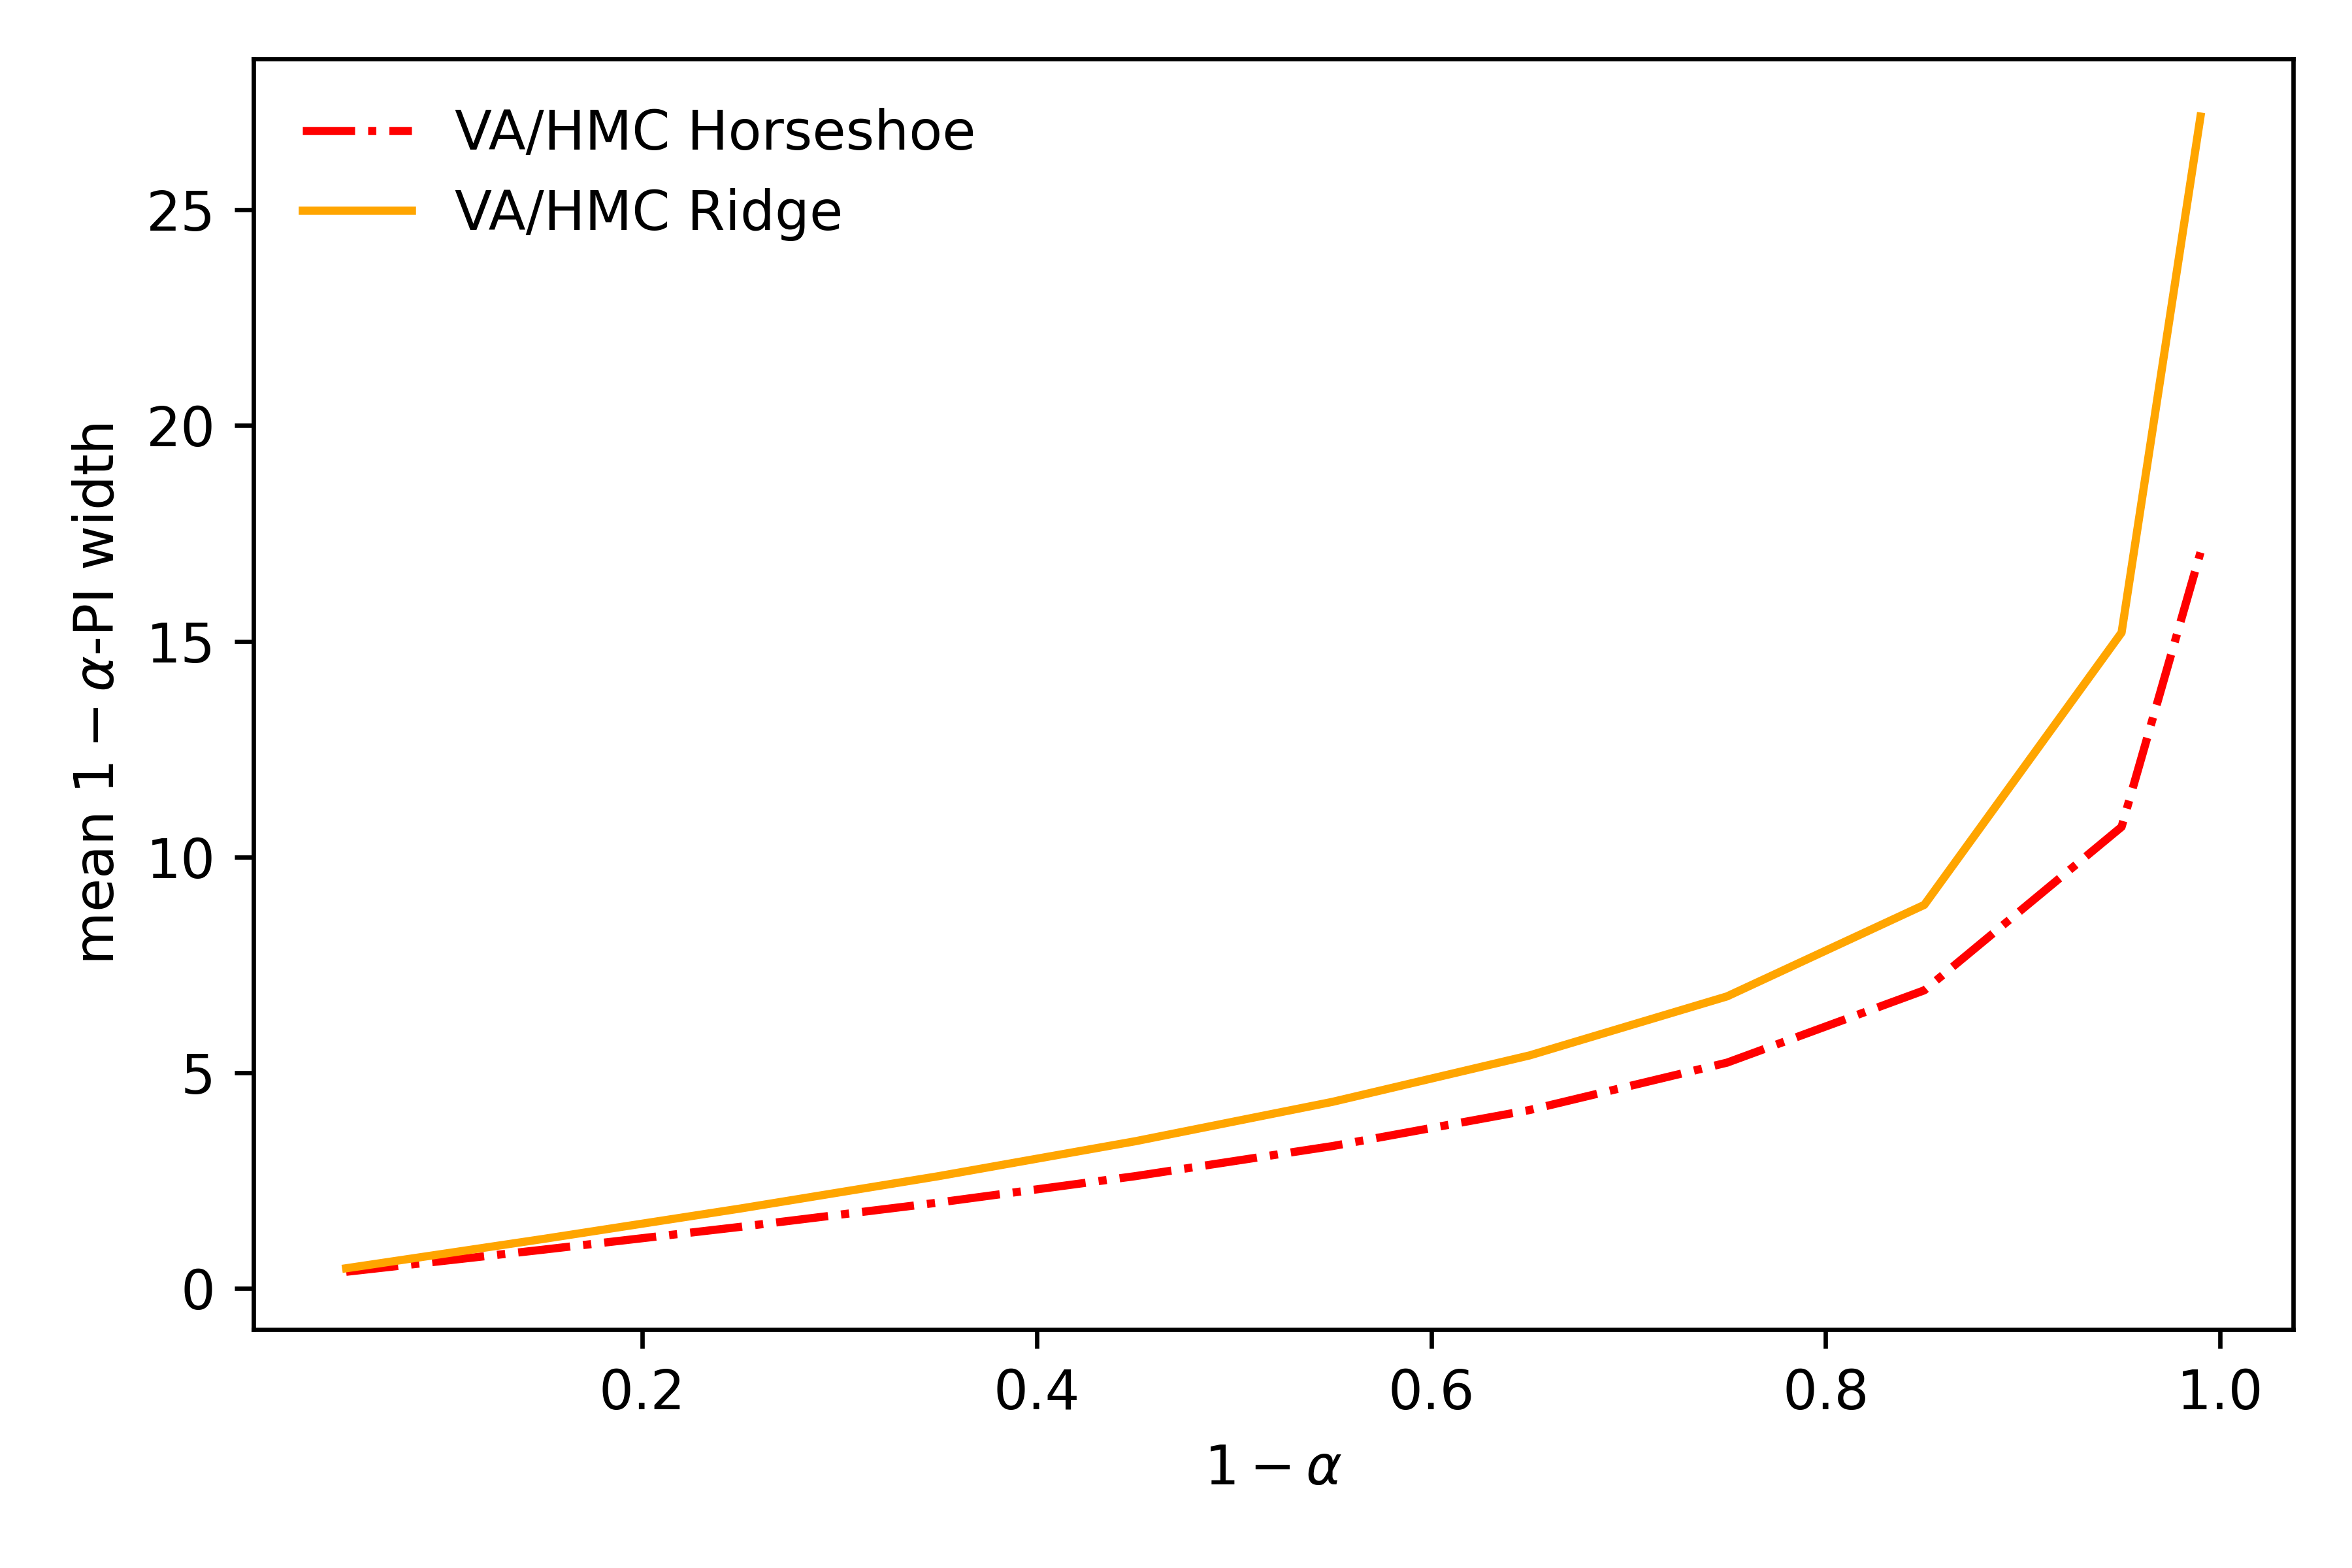 VA/HMC Horseshoe
VA/HMC Ridge
mean 1 − α-PI width
25
20
15
10
5
0
0.2 0.4 0.6 0.8 1.0
1 − α